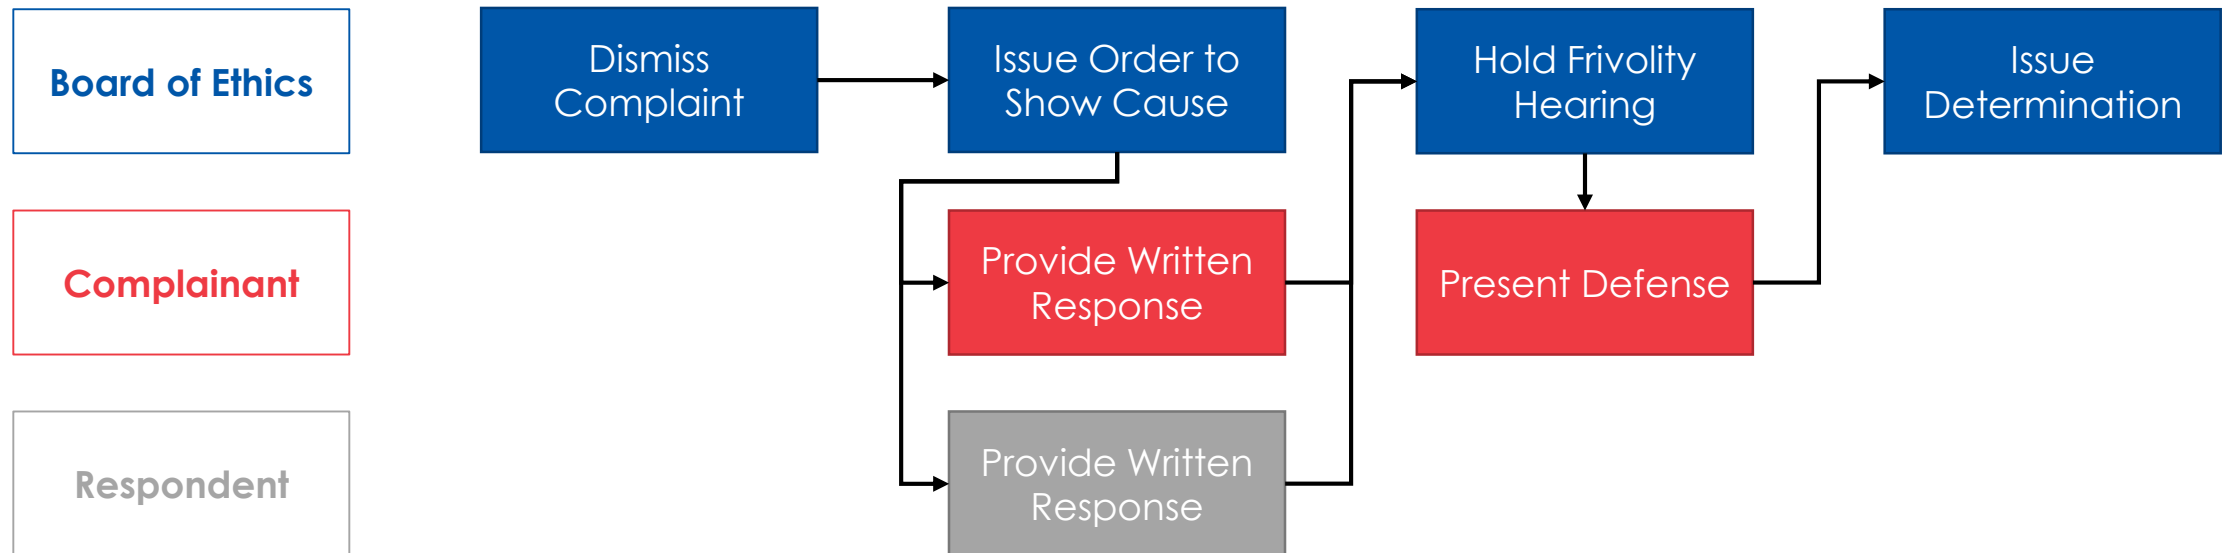 Board of Ethics
Dismiss
Complaint
Issue Order to
Show Cause
Hold Frivolity
Hearing
Issue
Determination
Complainant
Provide Written
Response
Present Defense
Respondent
Provide Written
Response